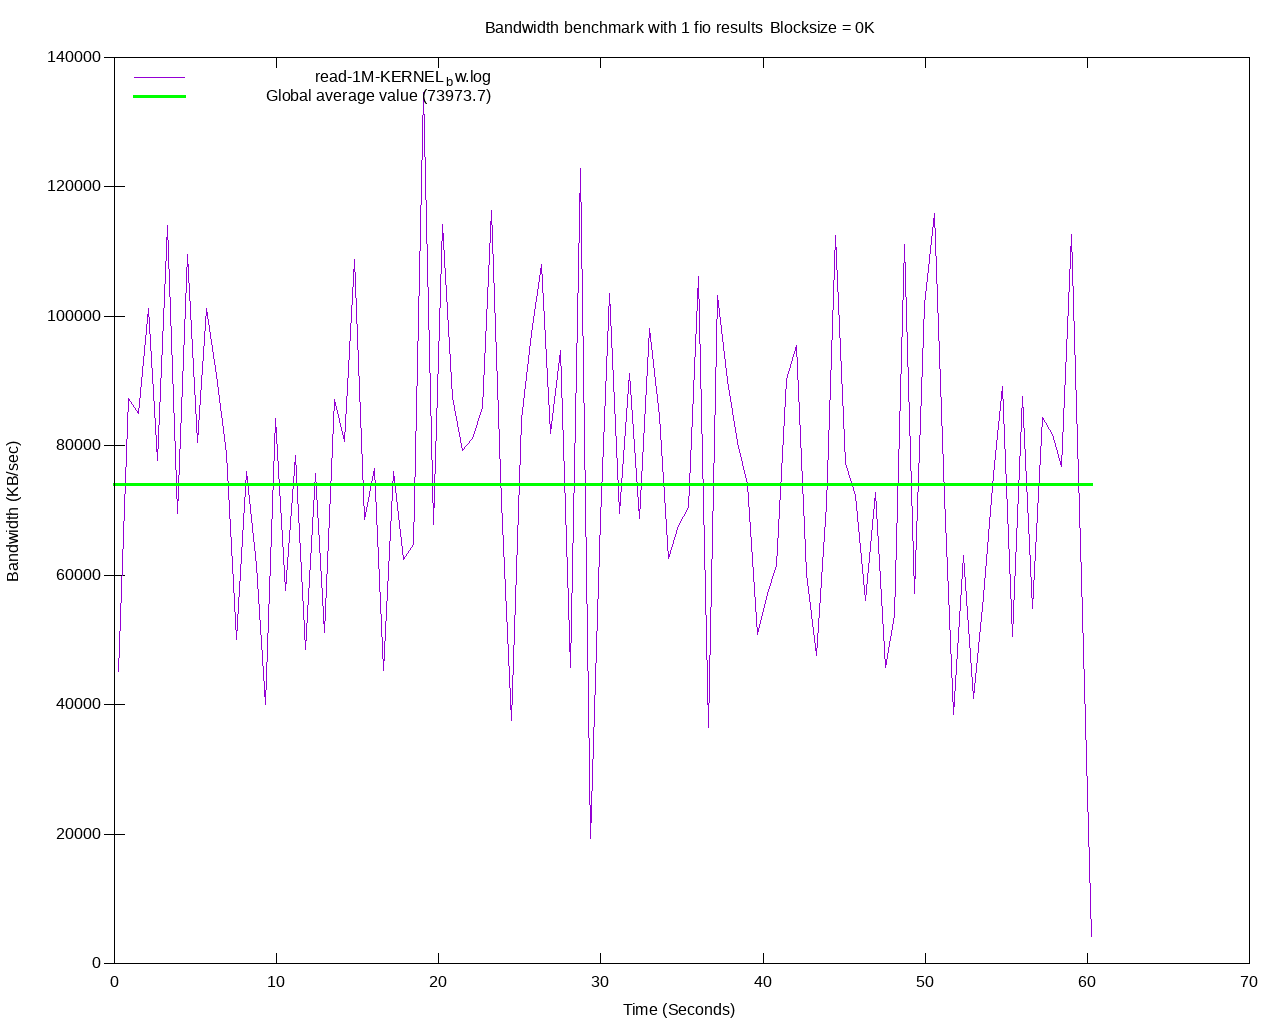 Bandwidth benchmark with 1 fio results Blocksize = 0K
140000
120000
100000
80000
60000
40000
20000
0
read-1M-KERNEL_bw.log
Global average value (73973.7)
Bandwidth (KB/sec)
0 10 20 30 40 50 60 70
Time (Seconds)